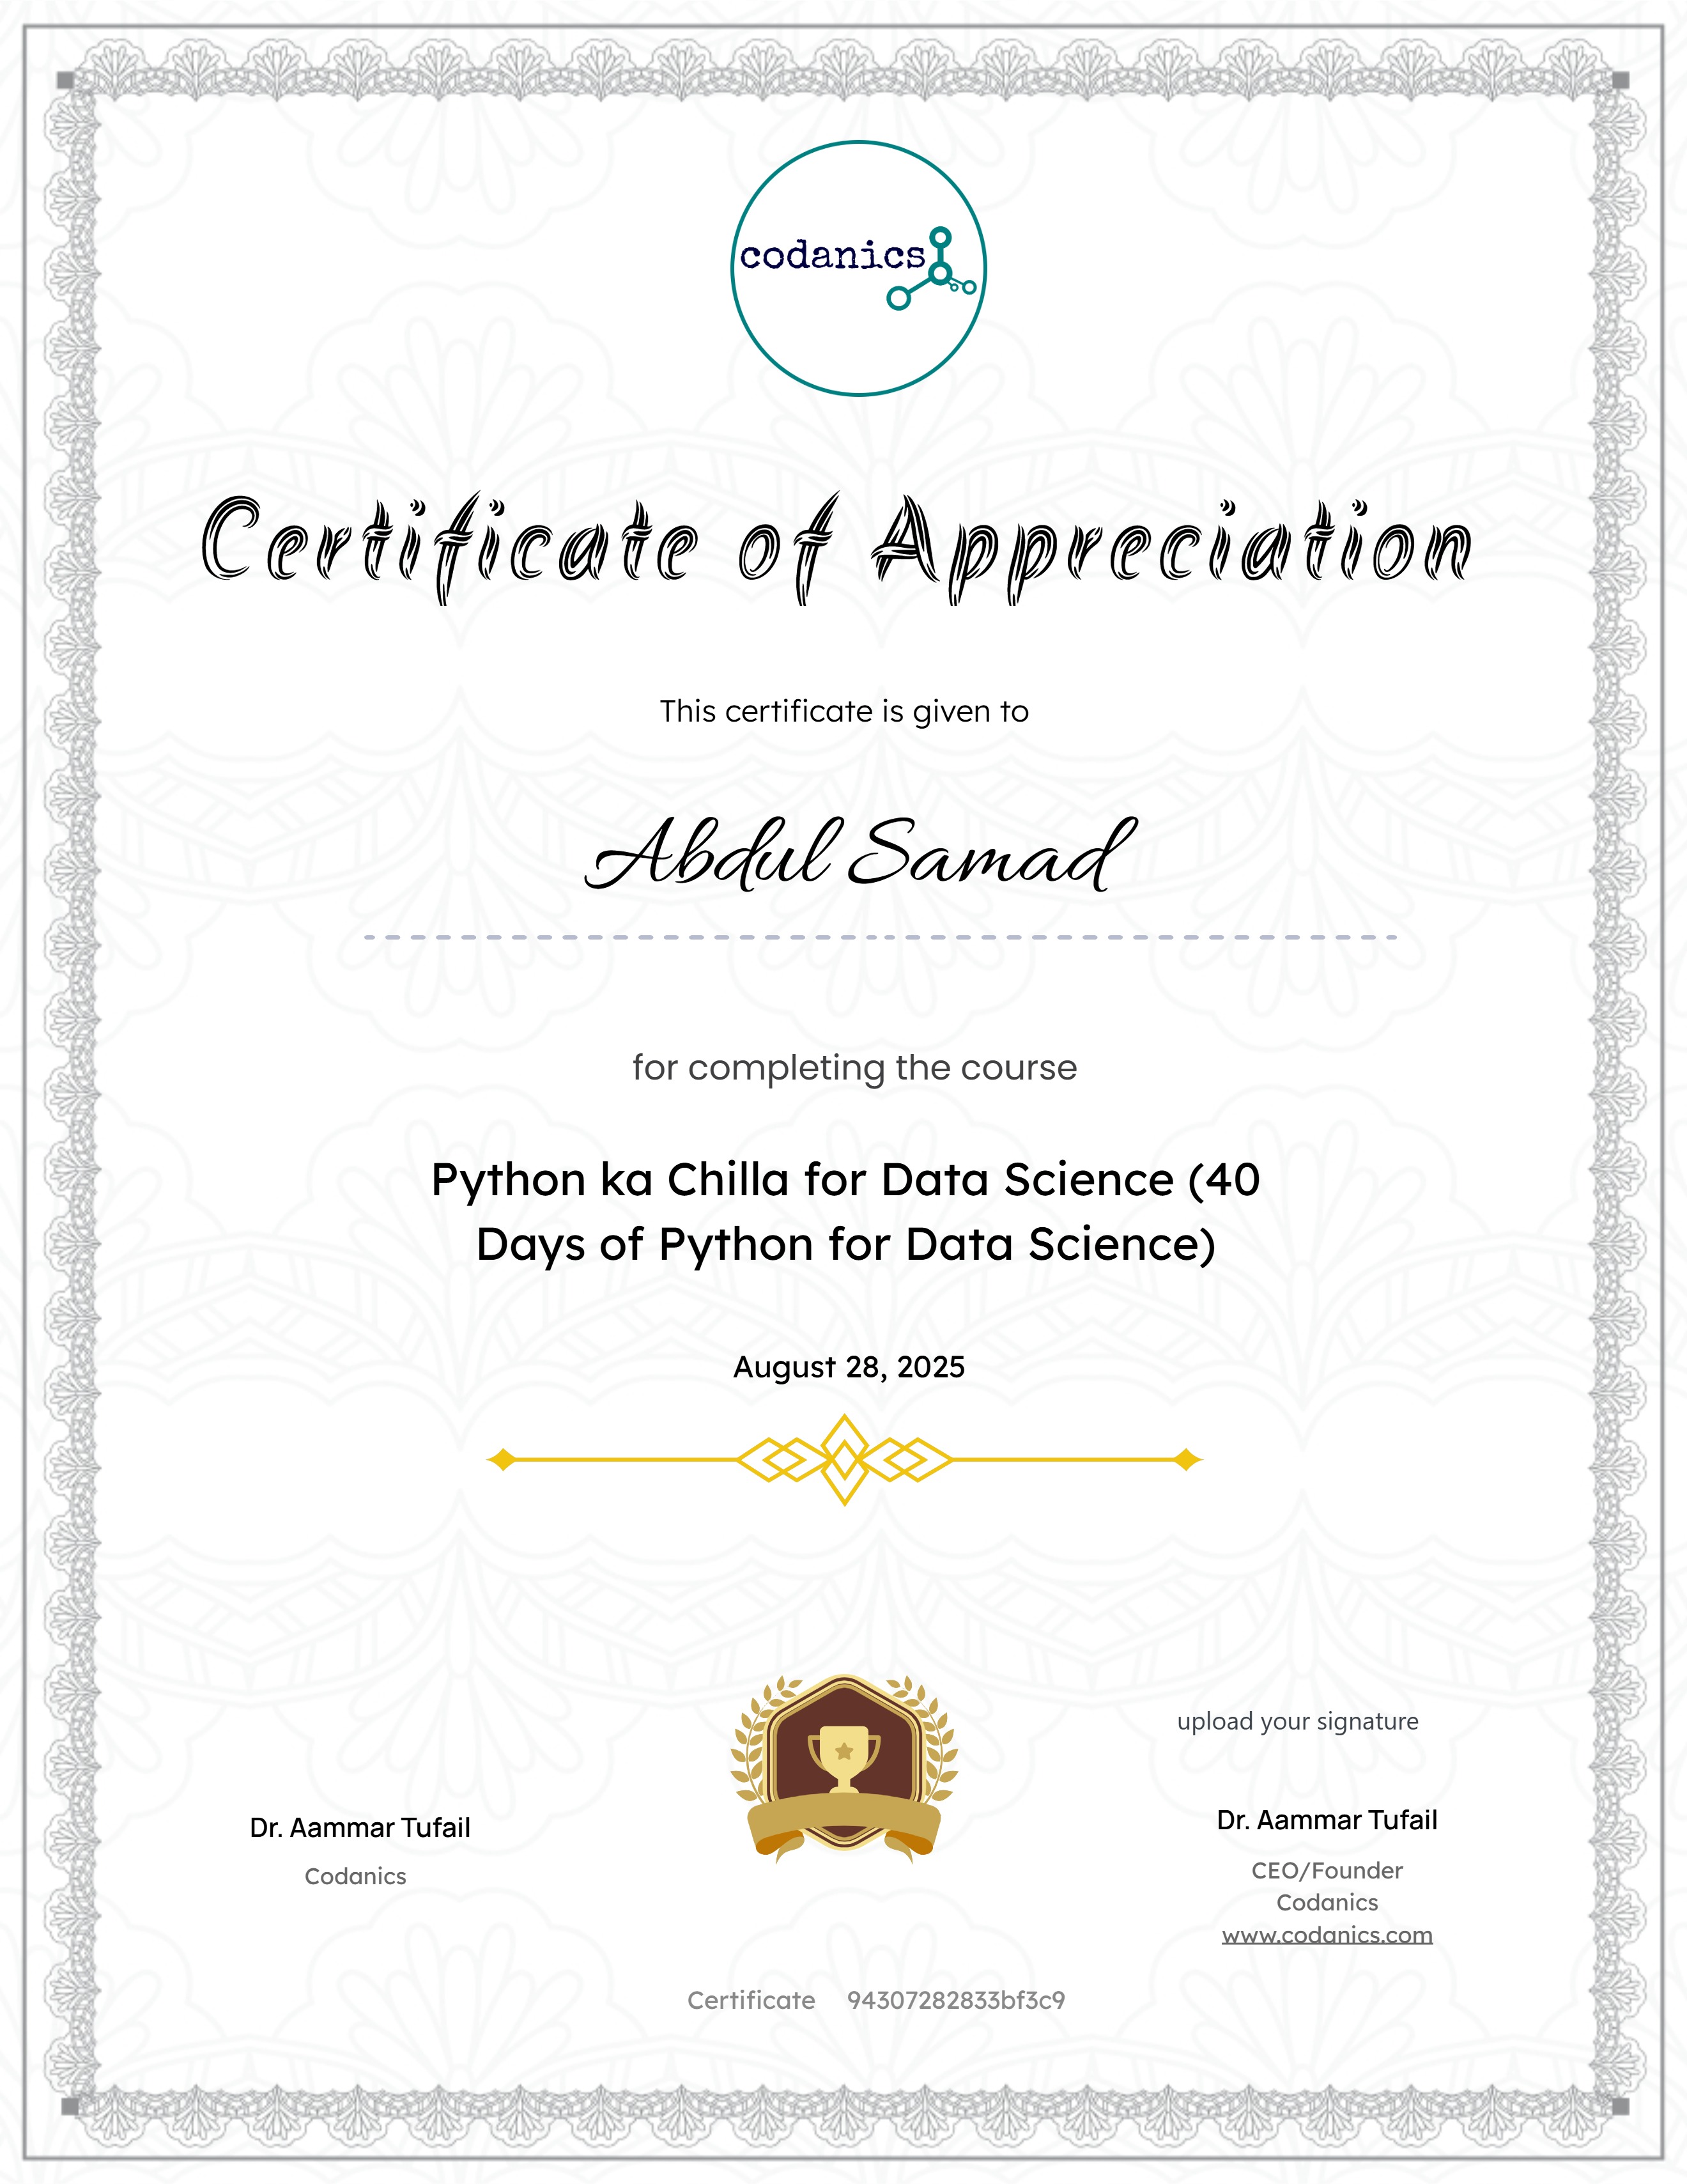 codanics
Certificate of Appreciation
This certificate is given to
Abdul Samad
for completing the course
Python ka Chilla for Data Science (40
Days of Python for Data Science)
August 28, 2025
Dr. Aammar Tufail
Codanics
upload your signature
Dr. Aammar Tufail
CEO/Founder
Codanics
www.codanics.com
Certificate 94307282833bf3c9